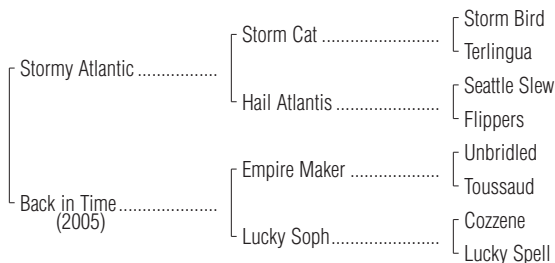 Storm Bird
Storm Cat ......................
Terlingua
Stormy Atlantic ................
Seattle Slew
Hail Atlantis ...................
Flippers
Unbridled
Empire Maker ................
Toussaud
Back in Time ....................
(2005)
Cozzene
Lucky Soph ....................
Lucky Spell